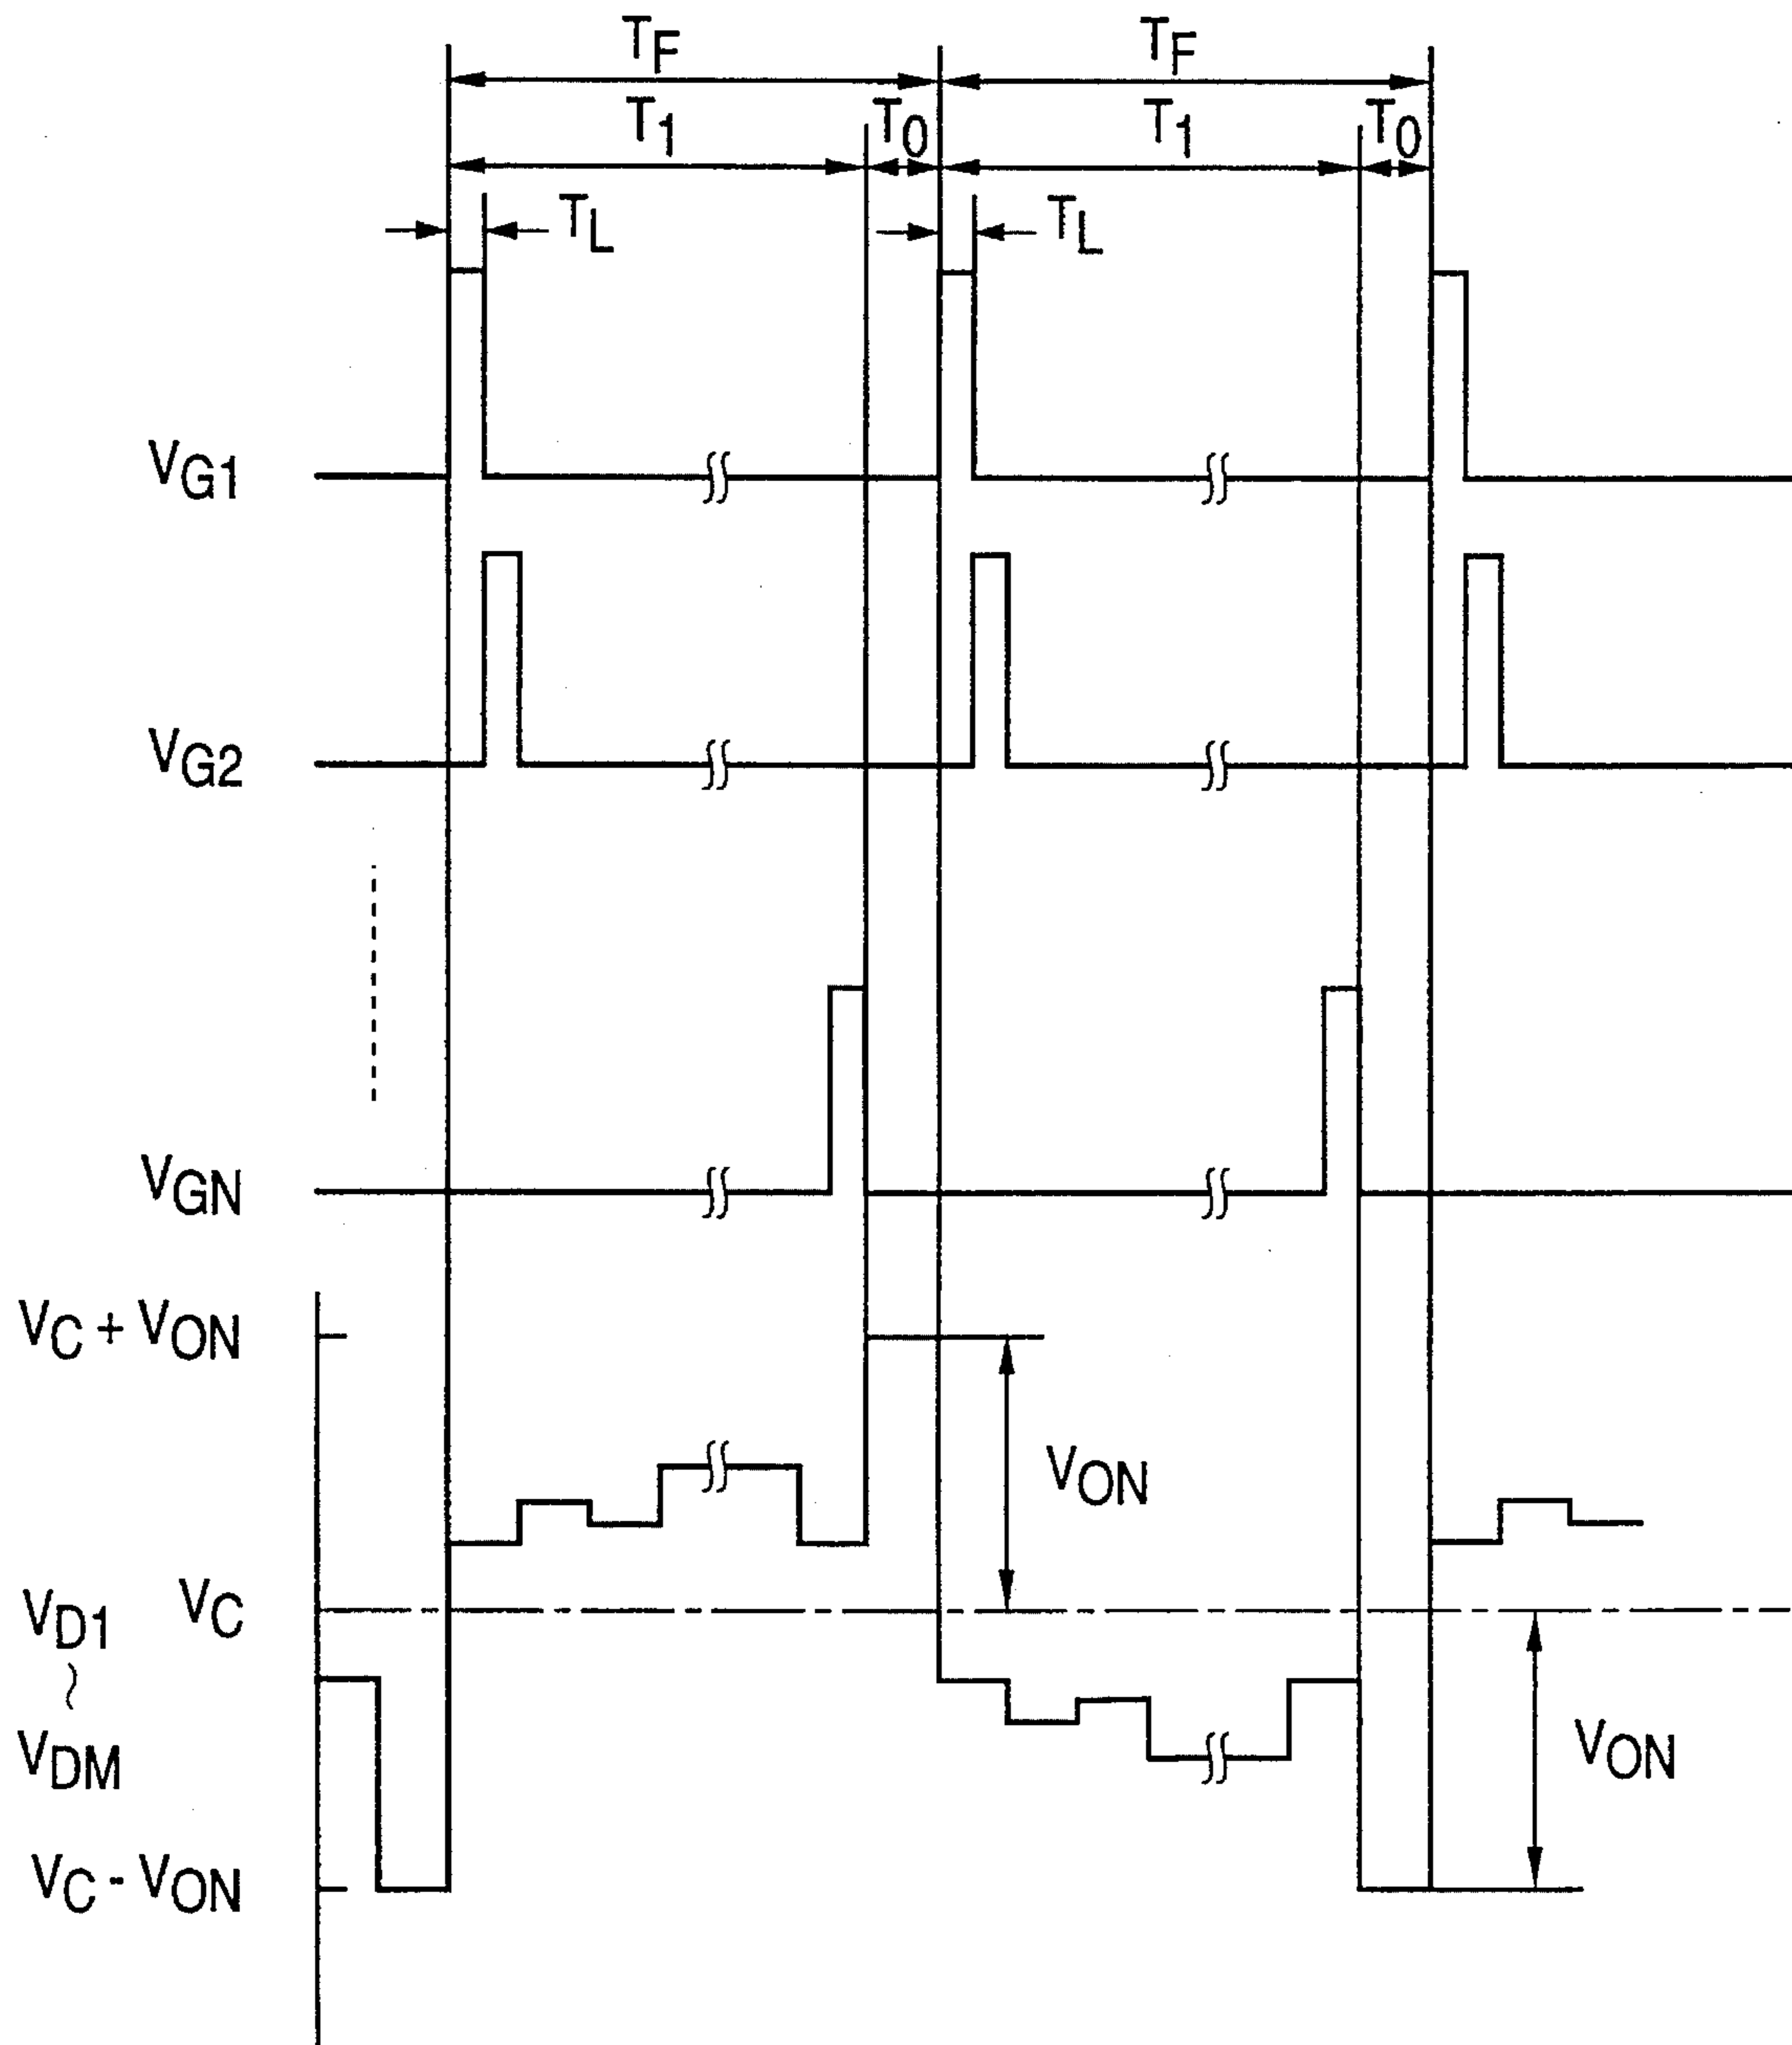 TF TF
T1 T0 T1 T0
TL TL
VG1
VG2
VGN
VC + VON
VON
VD1 VC
~
VDM
VON
VC - VON